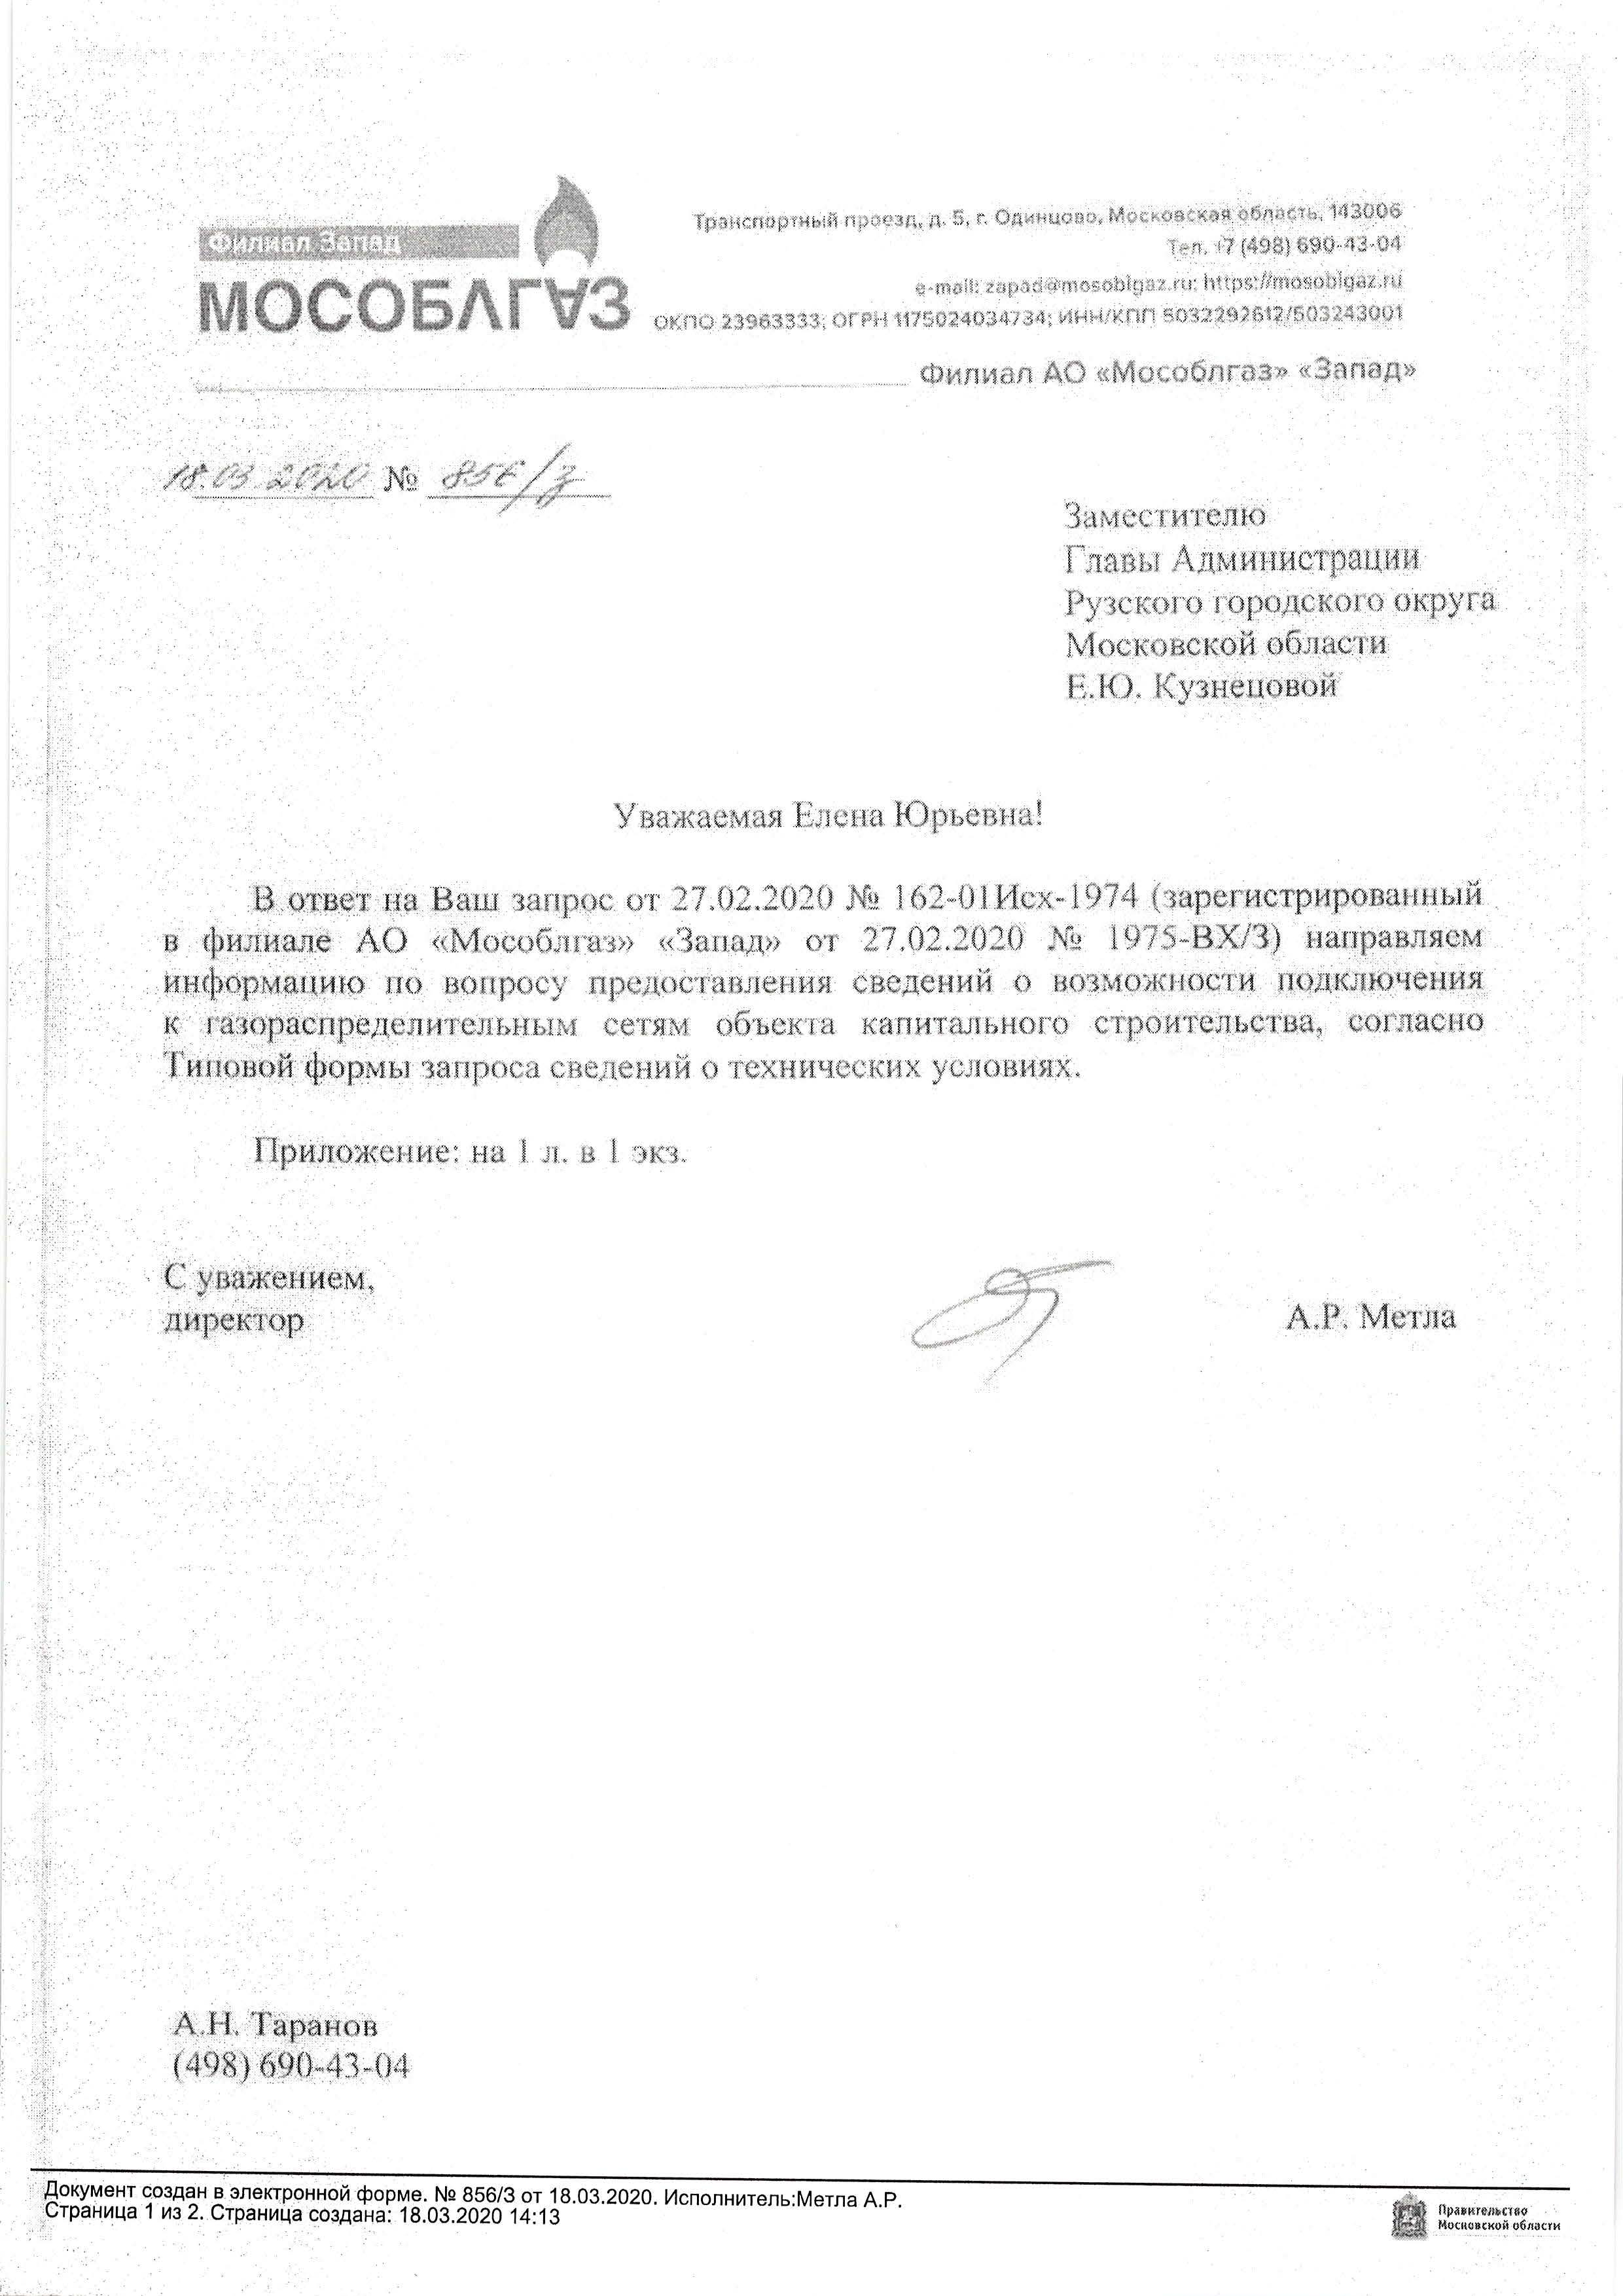 Филиал Запад
МОСОБЛГАЗ
Транспортный проезд, д. 5, г. Одинцово, Московская область, 143006
Тел. +7 (498) 690-43-04
e-mail: zapad@mosoblgaz.ru; https://mosoblgaz.ru
ОКПО 23963333; ОГРН 1175024034734; ИНН/КПП 5032292612/503243001
Филиал АО «Мособлгаз» «Запад»
18.03.2020 № 856/З
Заместителю
Главы Администрации
Рузского городского округа
Московской области
Е.Ю. Кузнецовой
Уважаемая Елена Юрьевна!
В ответ на Ваш запрос от 27.02.2020 № 162-01Исх-1974 (зарегистрированный
в филиале АО «Мособлгаз» «Запад» от 27.02.2020 № 1975-ВХ/З) направляем
информацию по вопросу предоставления сведений о возможности подключения
к газораспределительным сетям объекта капитального строительства, согласно
Типовой формы запроса сведений о технических условиях.
Приложение: на 1 л. в 1 экз.
С уважением,
директор
А.Р. Метла
А.Н. Таранов
(498) 690-43-04
Документ создан в электронной форме. № 856/З от 18.03.2020. Исполнитель:Метла А.Р.
Страница 1 из 2. Страница создана: 18.03.2020 14:13
Правительство
Московской области